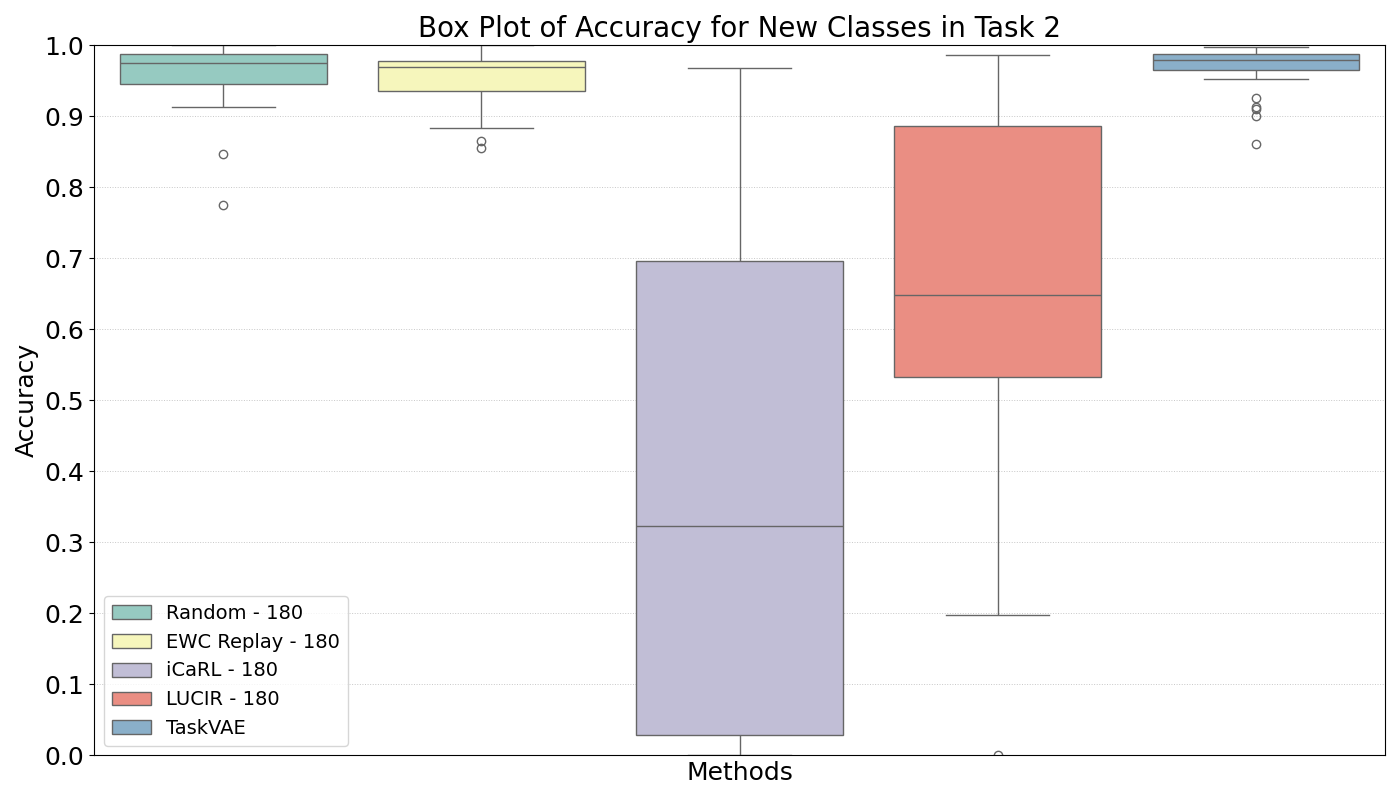 Box Plot of Accuracy for New Classes in Task 2
1.0
0.9
0.8
0.7
0.6
0.5
0.4
0.3
0.2
0.1
0.0
Accuracy
Random - 180
EWC Replay - 180
iCaRL - 180
LUCIR - 180
TaskVAE
Methods